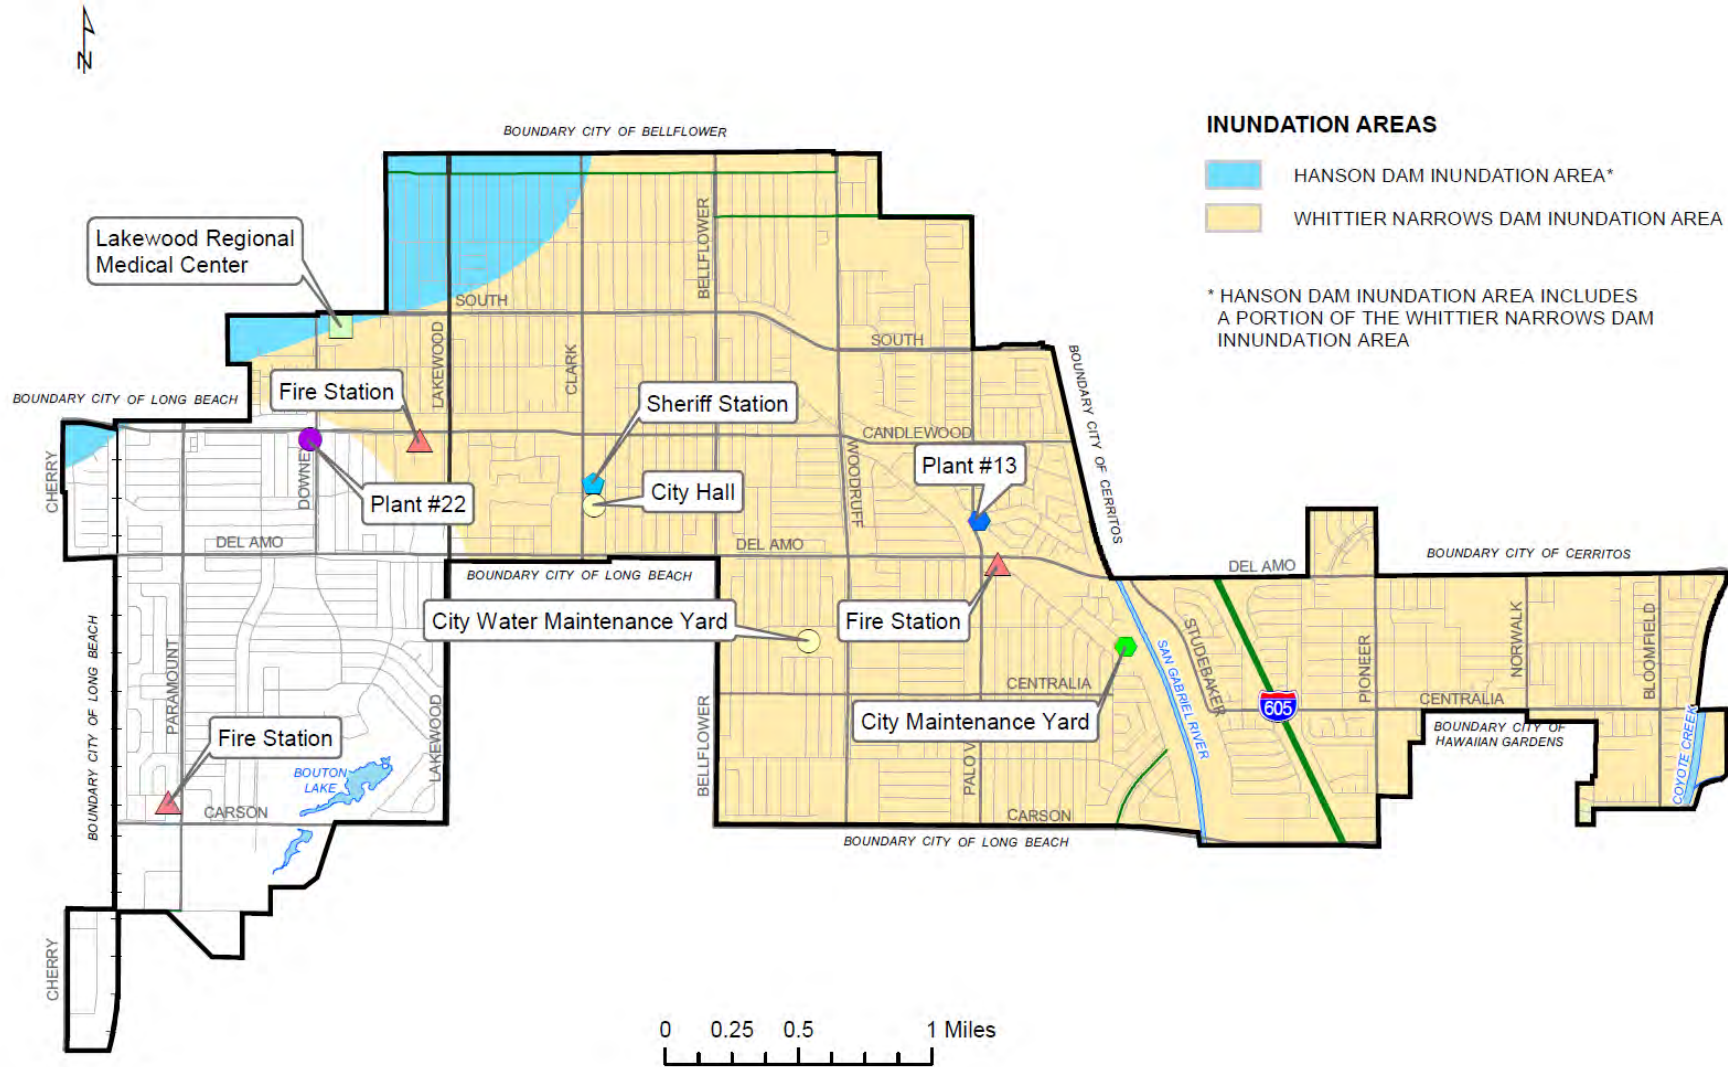 N
BOUNDARY CITY OF BELLFLOWER
INUNDATION AREAS
HANSON DAM INUNDATION AREA*
WHITTIER NARROWS DAM INUNDATION AREA
* HANSON DAM INUNDATION AREA INCLUDES
A PORTION OF THE WHITTIER NARROWS DAM
INNUNDATION AREA
Lakewood Regional
Medical Center
BELLFLOWER
SOUTH
SOUTH
LAKEWOOD
CLARK
BOUNDARY CITY OF CERRITOS
Fire Station
BOUNDARY CITY OF LONG BEACH
Sheriff Station
CANDLEWOOD
CHERRY
DOWNE
Plant #22
City Hall
WOODRUFF
Plant #13
DEL AMO
DEL AMO
BOUNDARY CITY OF LONG BEACH
DEL AMO
BOUNDARY CITY OF CERRITOS
City Water Maintenance Yard
Fire Station
BOUNDARY CITY OF LONG BEACH
PARAMOUNT
SAN GABRIEL RIVER
STUDEBAKER
PIONEER
NORWALK
BLOOMFIELD
CENTRALIA
CENTRALIA
605
LAKEWOOD
BELLFLOWER
City Maintenance Yard
BOUNDARY CITY OF
HAWAIIAN GARDENS
Fire Station
BOUTON
LAKE
PALO V
COYOTE CREEK
CARSON
CARSON
BOUNDARY CITY OF LONG BEACH
CHERRY
0 0.25 0.5 1 Miles